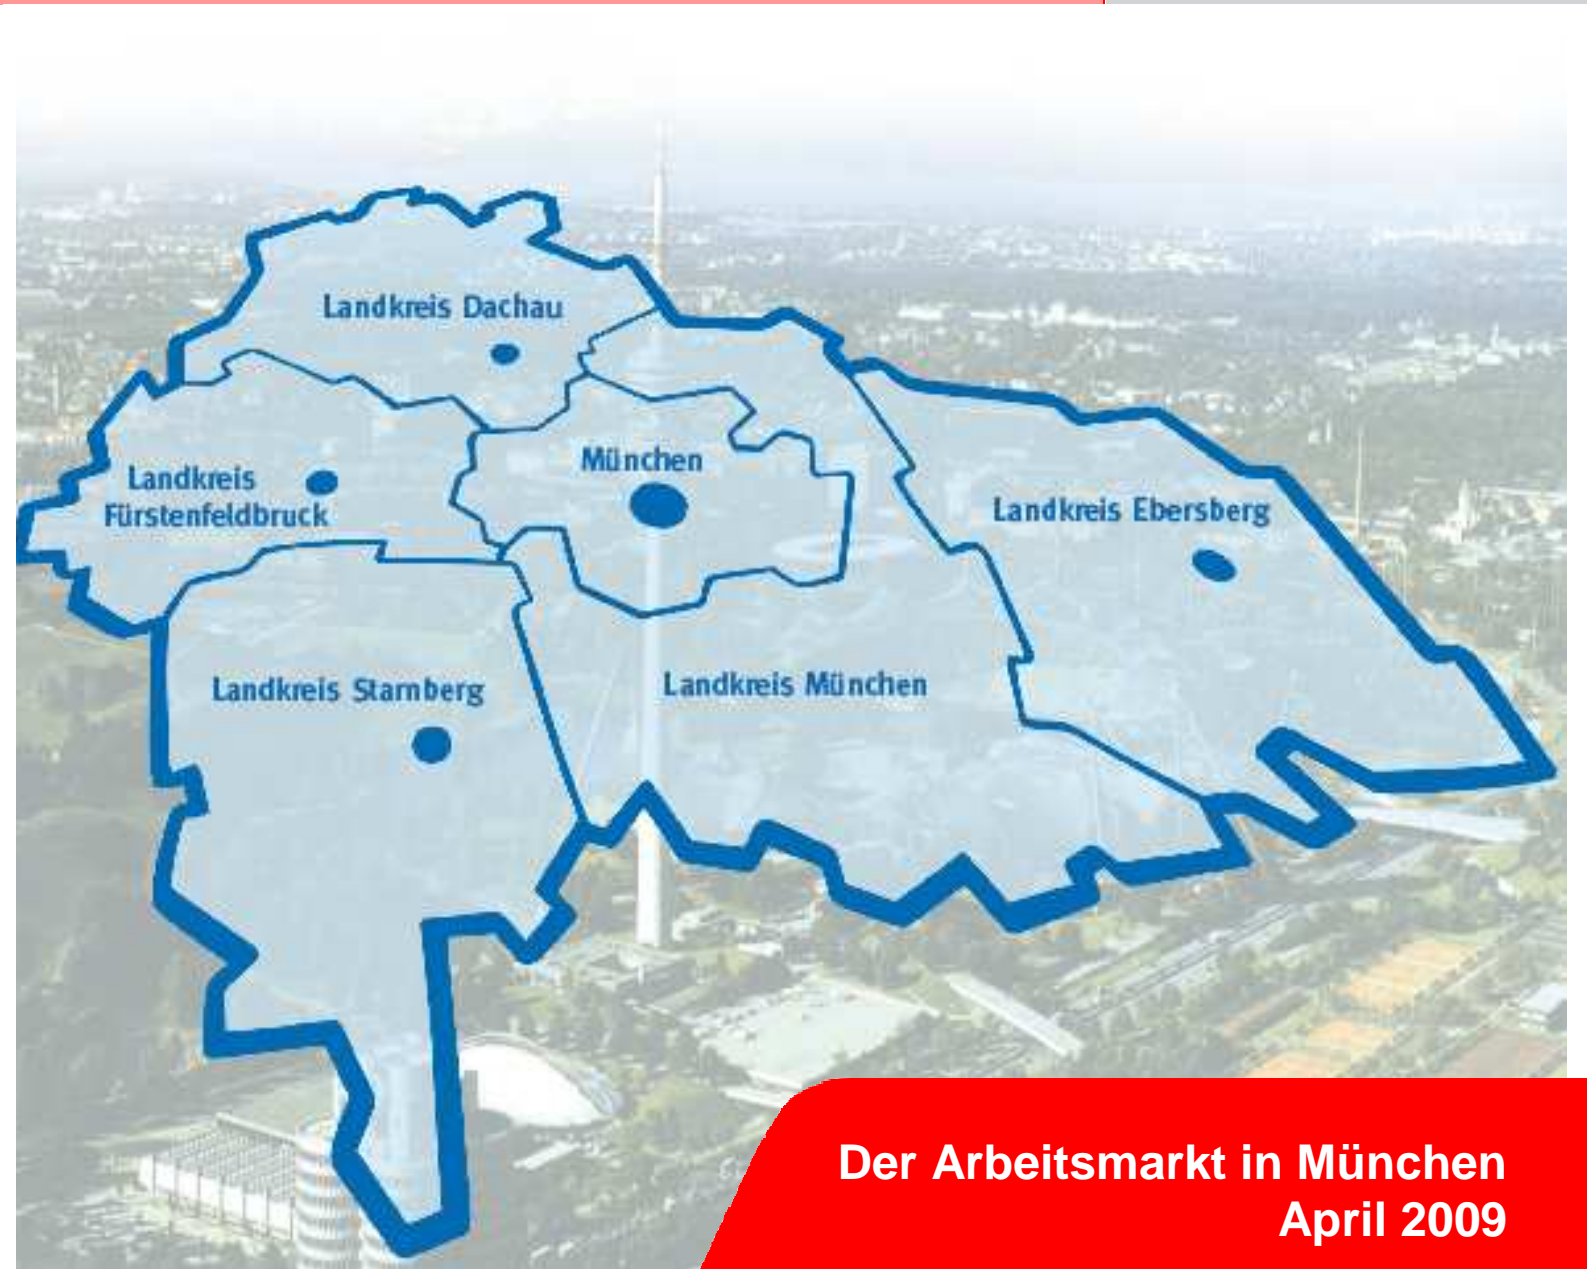 Landkreis Dachau
München
Landkreis
Fürstenfeldbruck
Landkreis Ebersberg
Landkreis Starnberg
Landkreis München
Der Arbeitsmarkt in München
April 2009